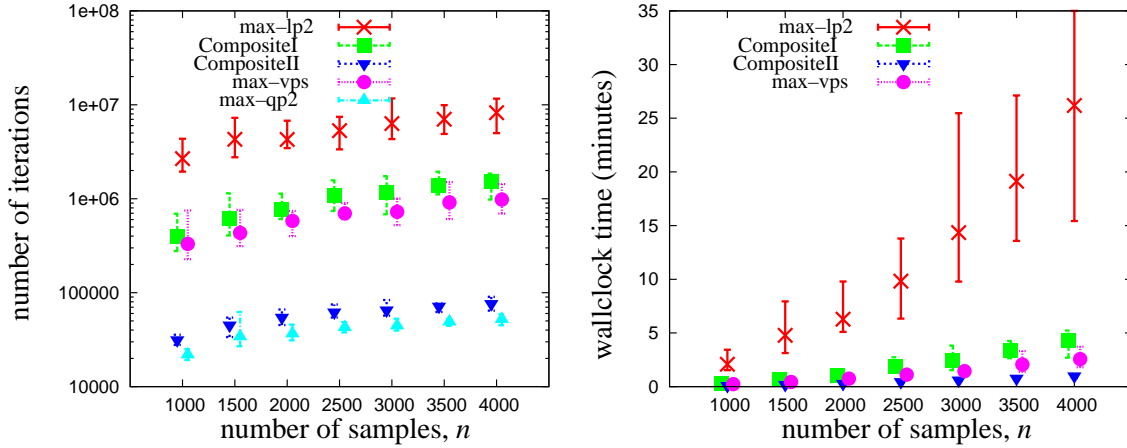 number of iterations
1e+08
1e+07
1e+06
100000
10000
max−lp2
CompositeI
CompositeII
max−vps
max−qp2
1000 1500 2000 2500 3000 3500 4000
number of samples, n
wallclock time (minutes)
35
30
25
20
15
10
5
0
max−lp2
CompositeI
CompositeII
max−vps
1000 1500 2000 2500 3000 3500 4000
number of samples, n